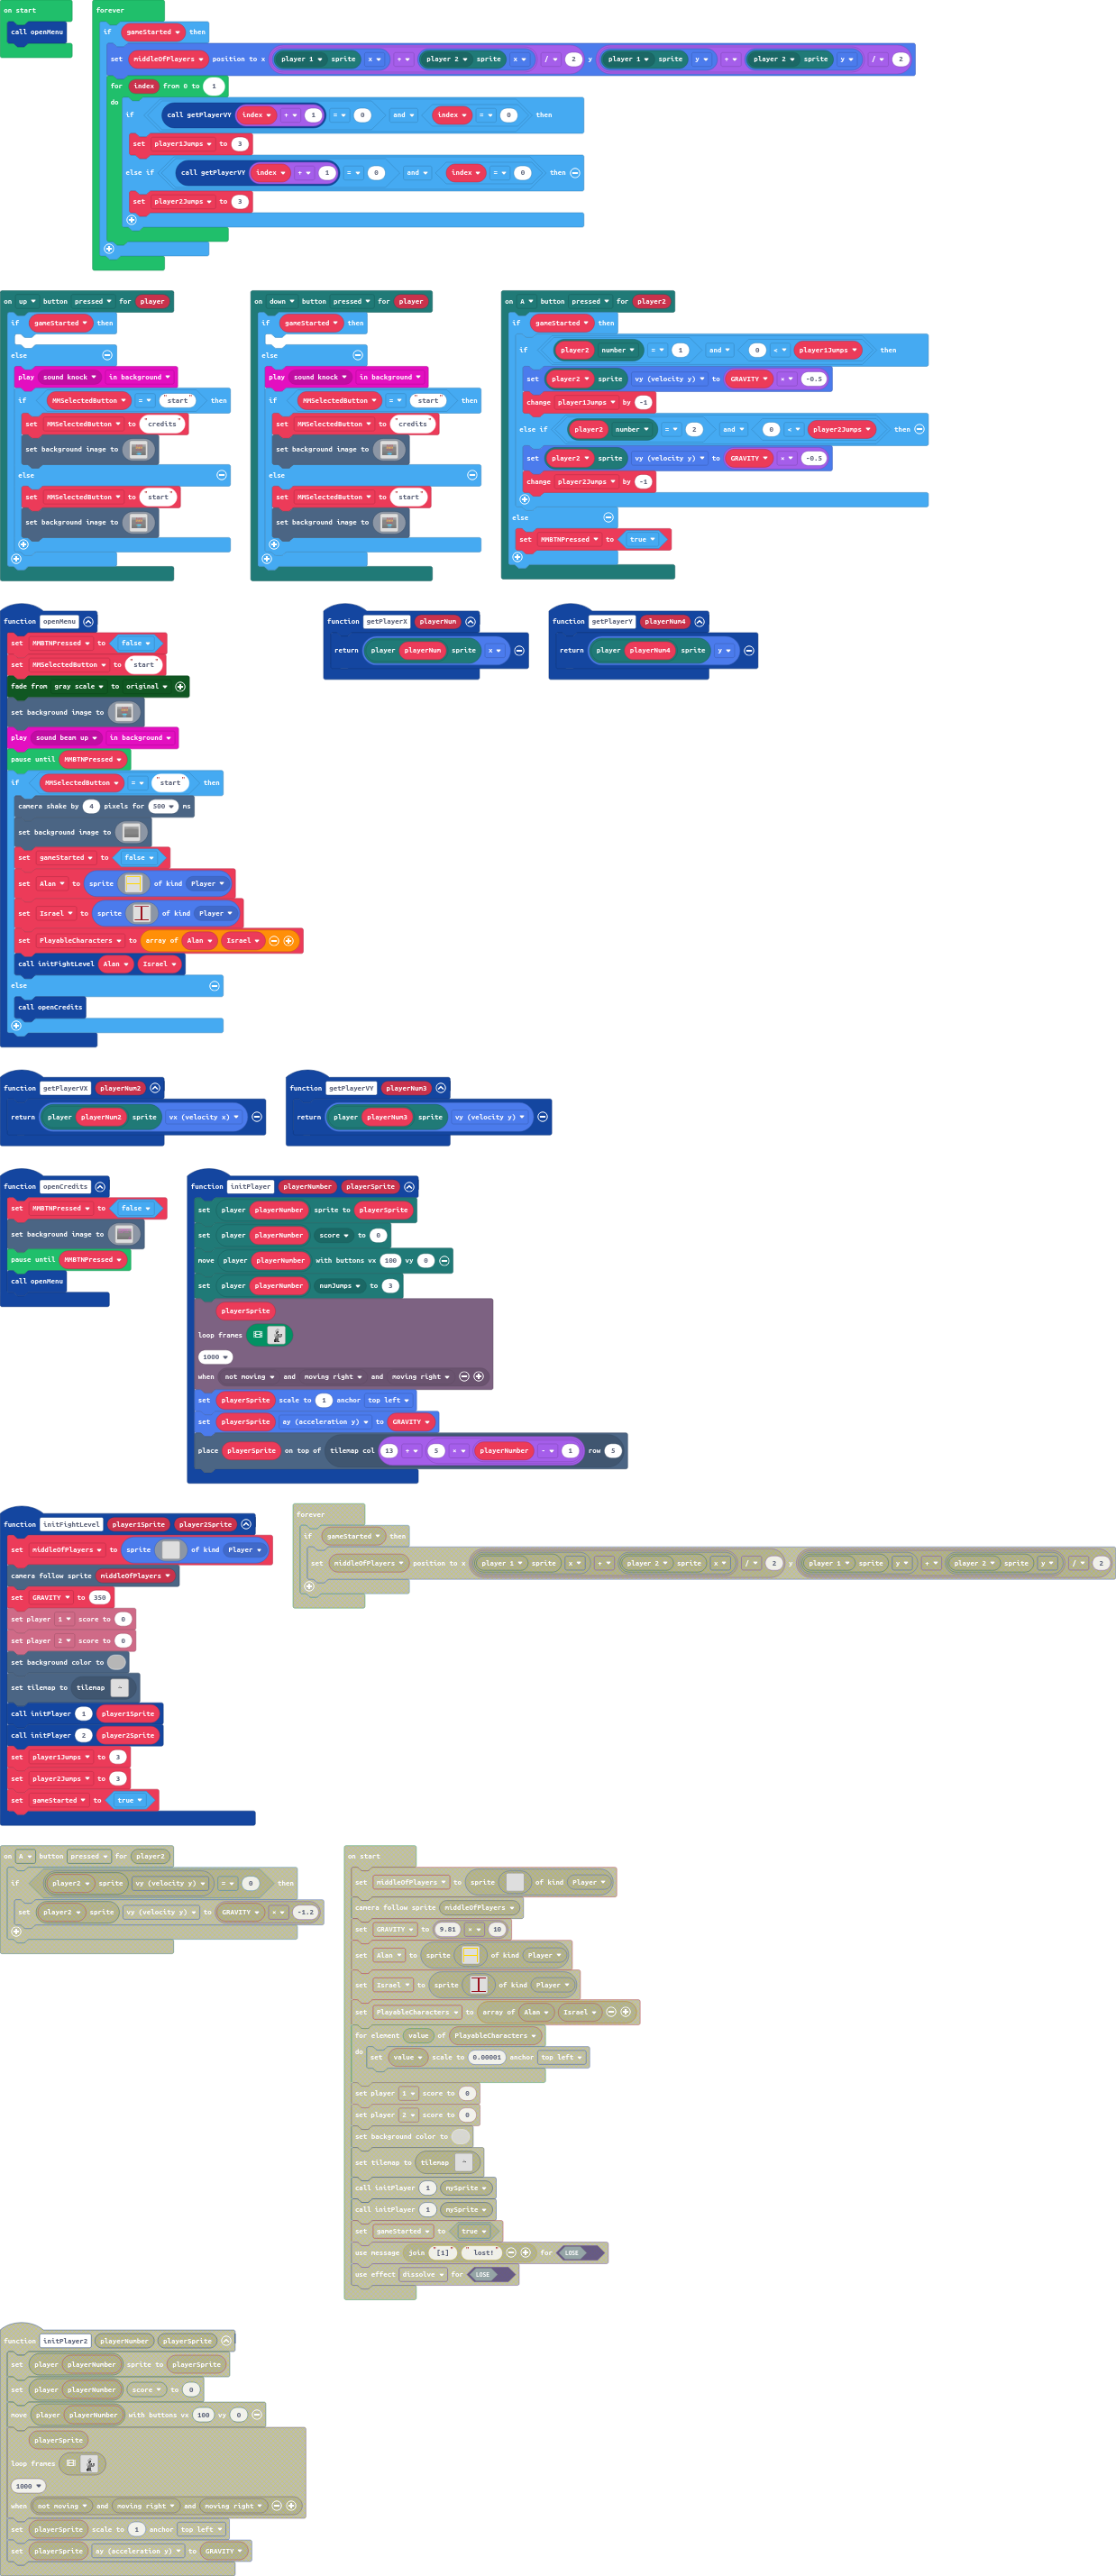 on start
call openMenu
forever
if gameStarted then
set middleOfPlayers position to x player 1 sprite x + player 2 sprite x / 2 y player 1 sprite y + player 2 sprite y / 2
for index from 0 to 1
do
if call getPlayerVY index + 1 = 0 and index = 0 then
set player1Jumps to 3
else if call getPlayerVY index + 1 = 0 and index = 0 then
set player2Jumps to 3
on up button pressed for player
if gameStarted then
else
play sound knock in background
if MMSelectedButton = "start" then
set MMSelectedButton to "credits"
set background image to
else
set MMSelectedButton to "start"
set background image to
on down button pressed for player
if gameStarted then
else
play sound knock in background
if MMSelectedButton = "start" then
set MMSelectedButton to "credits"
set background image to
else
set MMSelectedButton to "start"
set background image to
on A button pressed for player2
if gameStarted then
if player2 number = 1 and 0 < player1Jumps then
set player2 sprite vy (velocity y) to GRAVITY × -0.5
change player1Jumps by -1
else if player2 number = 2 and 0 < player2Jumps then
set player2 sprite vy (velocity y) to GRAVITY × -0.5
change player2Jumps by -1
else
set MMBTNPressed to true
function openMenu
set MMBTNPressed to false
set MMSelectedButton to "start"
fade from gray scale to original
set background image to
play sound beam up in background
pause until MMBTNPressed
if MMSelectedButton = "start" then
camera shake by 4 pixels for 500 ms
set background image to
set gameStarted to false
set Alan to sprite of kind Player
set Israel to sprite of kind Player
set PlayableCharacters to array of Alan Israel
call initFightLevel Alan Israel
else
call openCredits
function getPlayerX playerNum
return player playerNum sprite x
function getPlayerY playerNum4
return player playerNum4 sprite y
function getPlayerVX playerNum2
return player playerNum2 sprite vx (velocity x)
function getPlayerVY playerNum3
return player playerNum3 sprite vy (velocity y)
function openCredits
set MMBTNPressed to false
set background image to
pause until MMBTNPressed
call openMenu
function initPlayer playerNumber playerSprite
set player playerNumber sprite to playerSprite
set player playerNumber score to 0
move player playerNumber with buttons vx 100 vy 0
set player playerNumber numJumps to 3
playerSprite
loop frames
1000
when not moving and moving right and moving right
set playerSprite scale to 1 anchor top left
set playerSprite ay (acceleration y) to GRAVITY
place playerSprite on top of tilemap col 13 + 5 × playerNumber - 1 row 5
function initFightLevel player1Sprite player2Sprite
set middleOfPlayers to sprite of kind Player
camera follow sprite middleOfPlayers
set GRAVITY to 350
set player 1 score to 0
set player 2 score to 0
set background color to
set tilemap to tilemap
call initPlayer 1 player1Sprite
call initPlayer 2 player2Sprite
set player1Jumps to 3
set player2Jumps to 3
set gameStarted to true
forever
if gameStarted then
set middleOfPlayers position to x player 1 sprite x + player 2 sprite x / 2 y player 1 sprite y + player 2 sprite y / 2
on A button pressed for player2
if player2 sprite vy (velocity y) = 0 then
set player2 sprite vy (velocity y) to GRAVITY × -1.2
on start
set middleOfPlayers to sprite of kind Player
camera follow sprite middleOfPlayers
set GRAVITY to 9.81 × 10
set Alan to sprite of kind Player
set Israel to sprite of kind Player
set PlayableCharacters to array of Alan Israel
for element value of PlayableCharacters
do set value scale to 0.00001 anchor top left
set player 1 score to 0
set player 2 score to 0
set background color to
set tilemap to tilemap
call initPlayer 1 mySprite
call initPlayer 1 mySprite
set gameStarted to true
use message join "[1]" " lost!" for LOSE
use effect dissolve for LOSE
function initPlayer2 playerNumber playerSprite
set player playerNumber sprite to playerSprite
set player playerNumber score to 0
move player playerNumber with buttons vx 100 vy 0
playerSprite
loop frames
1000
when not moving and moving right and moving right
set playerSprite scale to 1 anchor top left
set playerSprite ay (acceleration y) to GRAVITY